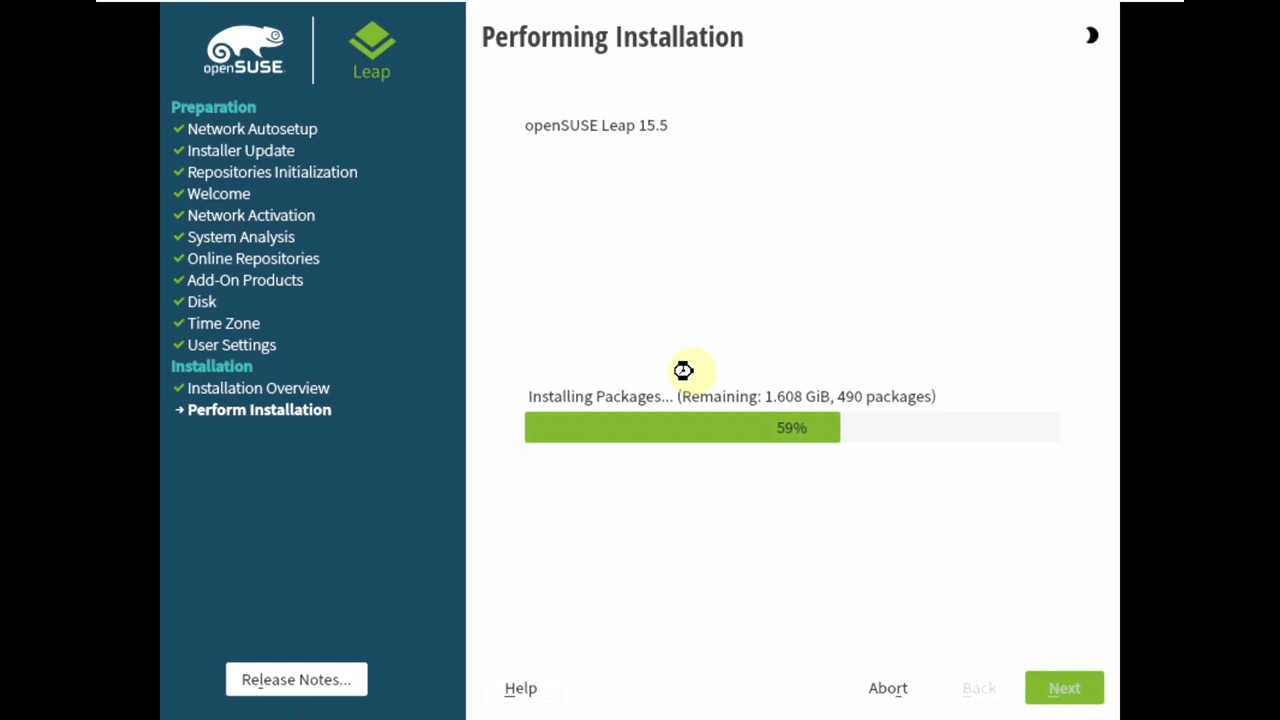 openSUSE
Leap
Preparation
Network Autosetup
Installer Update
Repositories Initialization
Welcome
Network Activation
System Analysis
Online Repositories
Add-On Products
Disk
Time Zone
User Settings
Installation
Installation Overview
Perform Installation
Release Notes...
Performing Installation
openSUSE Leap 15.5
Installing Packages... (Remaining: 1.608 GiB, 490 packages)
59%
Help
Abort
Back
Next